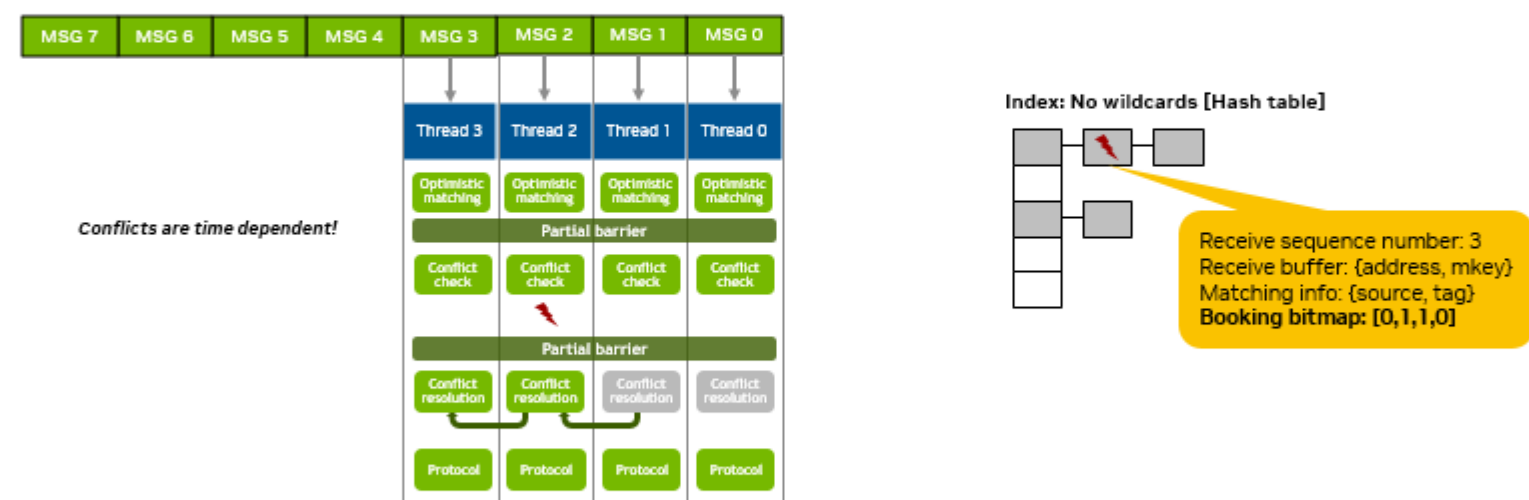 MSG 7 MSG 6 MSG 5 MSG 4 MSG 3 MSG 2 MSG 1 MSG 0
Thread 3 Thread 2 Thread 1 Thread 0
Optimistic matching Optimistic matching Optimistic matching Optimistic matching
Conflicts are time dependent!
Partial barrier
Conflict check Conflict check Conflict check Conflict check
Partial barrier
Conflict resolution Conflict resolution Conflict resolution Conflict resolution
Protocol Protocol Protocol Protocol
Index: No wildcards [Hash table]
Receive sequence number: 3
Receive buffer: {address, mkey}
Matching info: {source, tag}
Booking bitmap: [0,1,1,0]